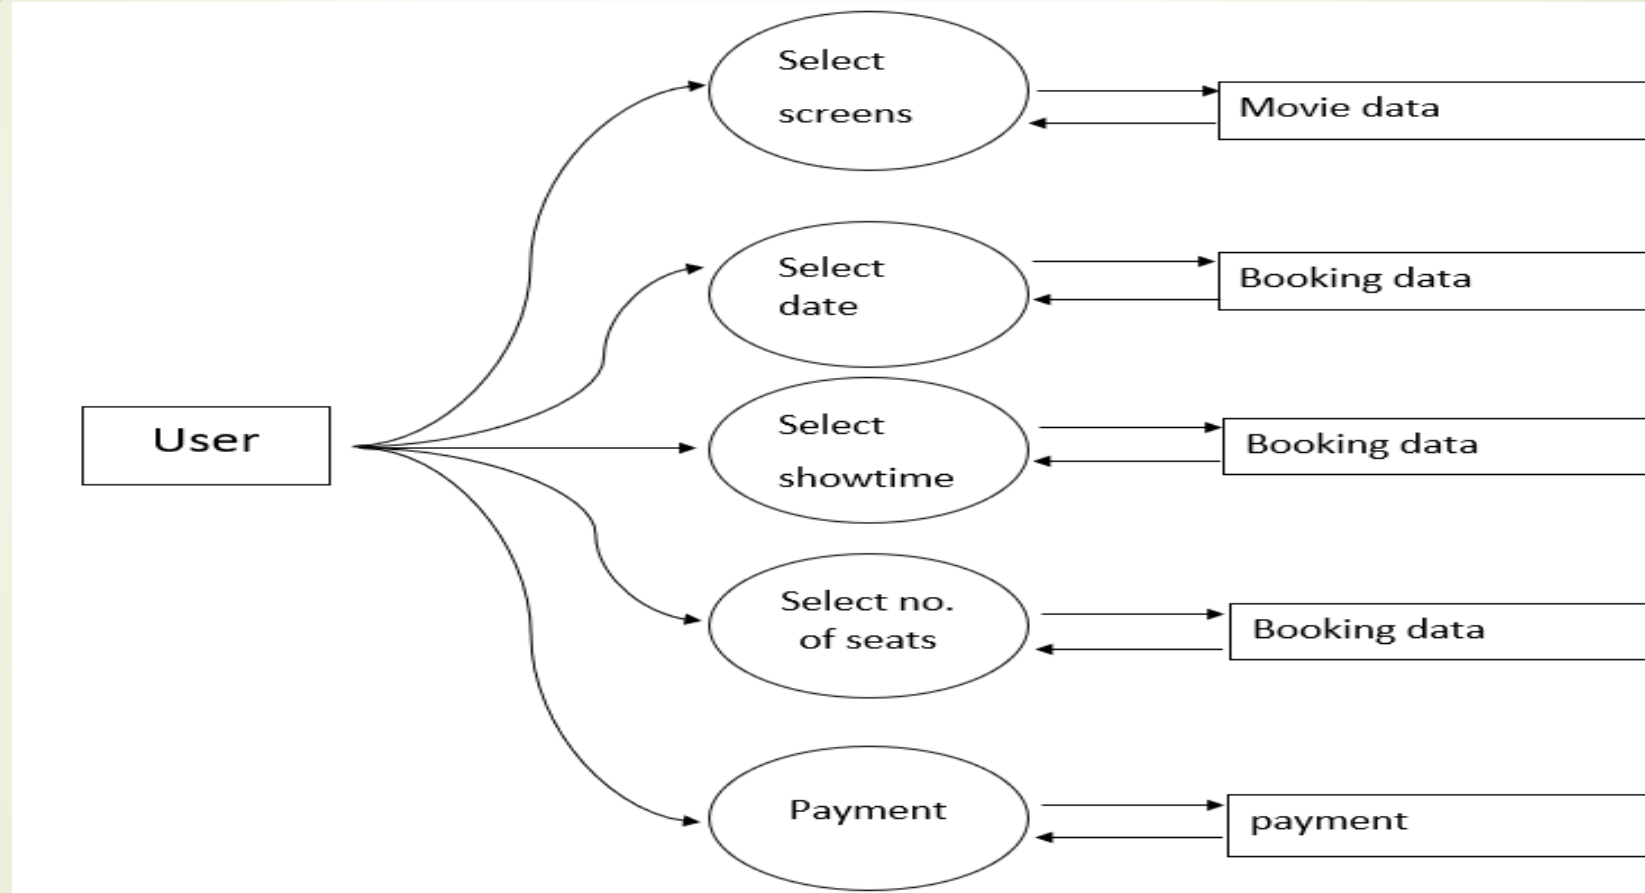 Select
screens
Movie data
Select
date
Booking data
User
Select
showtime
Booking data
Select no.
of seats
Booking data
Payment
payment